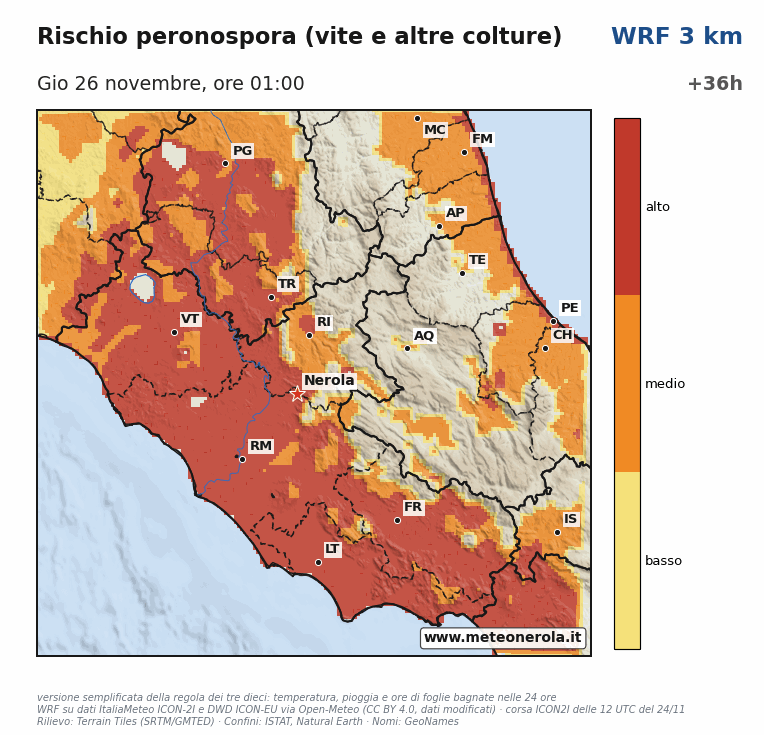 Rischio peronospora (vite e altre colture)
WRF 3 km
Gio 26 novembre, ore 01:00
+36h
MC
FM
PG
AP
TE
TR
PE
VT
RI
AQ
CH
Nerola
RM
FR
IS
LT
www.meteonerola.it
alto
medio
basso
versione semplificata della regola dei tre dieci: temperatura, pioggia e ore di foglie bagnate nelle 24 ore
WRF su dati ItaliaMeteo ICON-2I e DWD ICON-EU via Open-Meteo (CC BY 4.0, dati modificati) · corsa ICON2I delle 12 UTC del 24/11
Rilievo: Terrain Tiles (SRTM/GMTED) · Confini: ISTAT, Natural Earth · Nomi: GeoNames